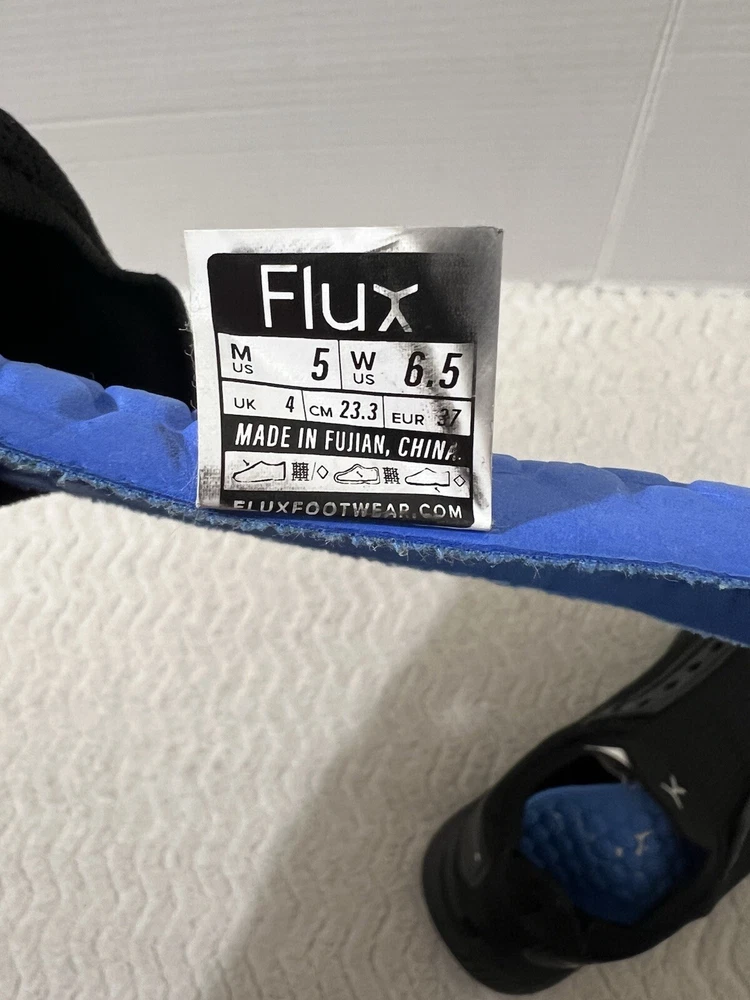 Flux
M US 5 W US 6.5
UK 4 CM 23.3 EUR 37
MADE IN FUJIAN, CHINA.
FLUXFOOTWEAR.COM